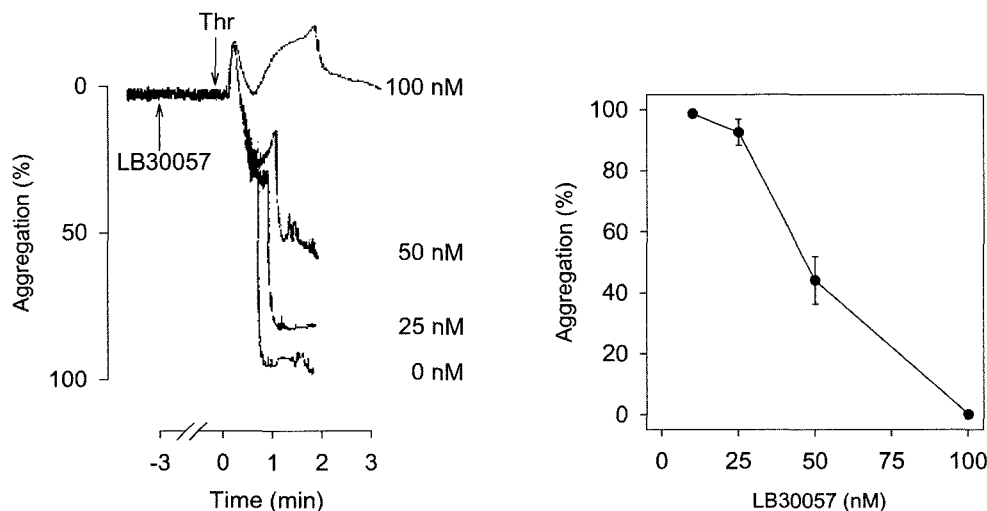 Thr
0
100 nM
LB30057
50
50 nM
25 nM
0 nM
100
Aggregation (%)
-3 0 1 2 3
Time (min)
100
80
60
40
20
0
Aggregation (%)
0 25 50 75 100
LB30057 (nM)